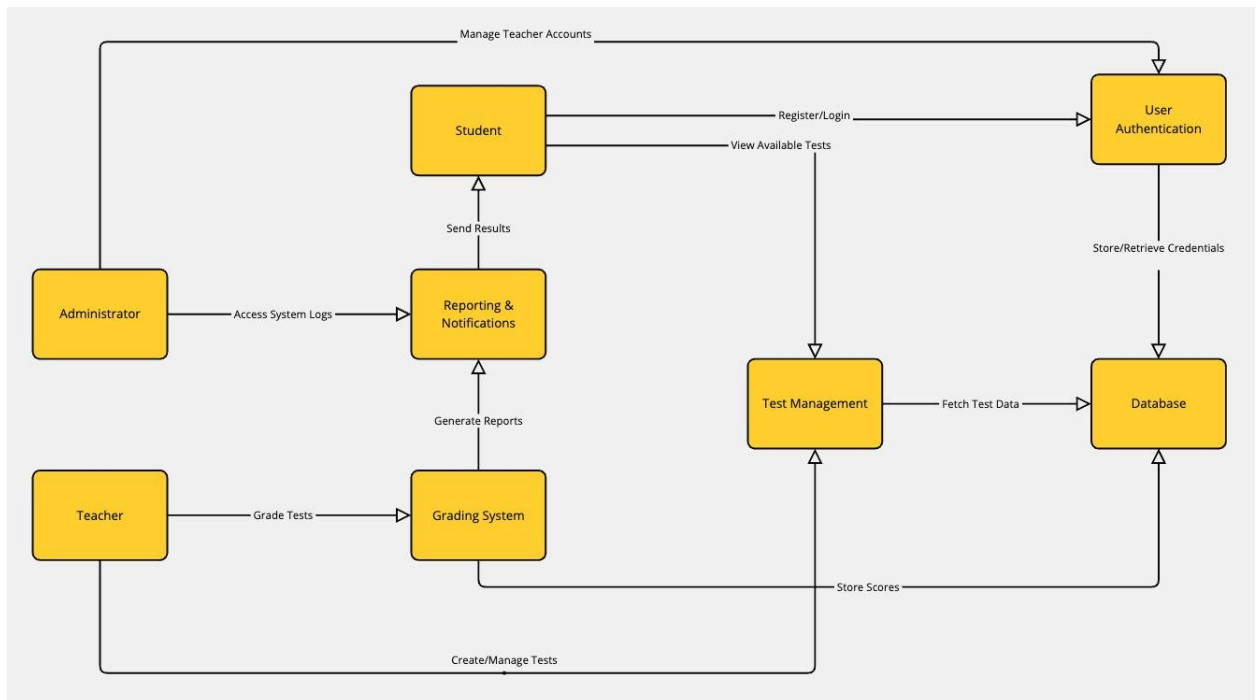 Manage Teacher Accounts
Student
Register/Login
User
Authentication
View Available Tests
Send Results
Store/Retrieve Credentials
Administrator
Access System Logs
Reporting &
Notifications
Test Management
Fetch Test Data
Database
Generate Reports
Teacher
Grade Tests
Grading System
Store Scores
Create/Manage Tests